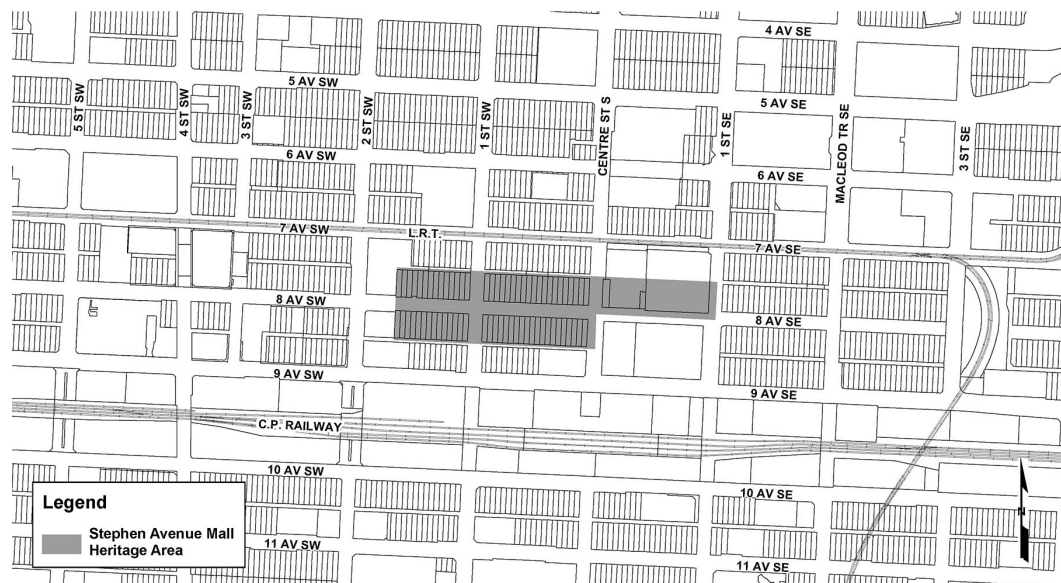 4 AV SE
5 AV SW
5 AV SE
5 ST SW
4 ST SW
3 ST SW
2 ST SW
1 ST SW
CENTRE ST S
1 ST SE
MACLEOD TR SE
3 ST SE
6 AV SW
6 AV SE
7 AV SW
L.R.T.
7 AV SE
8 AV SW
8 AV SE
9 AV SW
9 AV SE
C.P. RAILWAY
10 AV SW
10 AV SE
11 AV SW
11 AV SE
Legend
Stephen Avenue Mall
Heritage Area
N